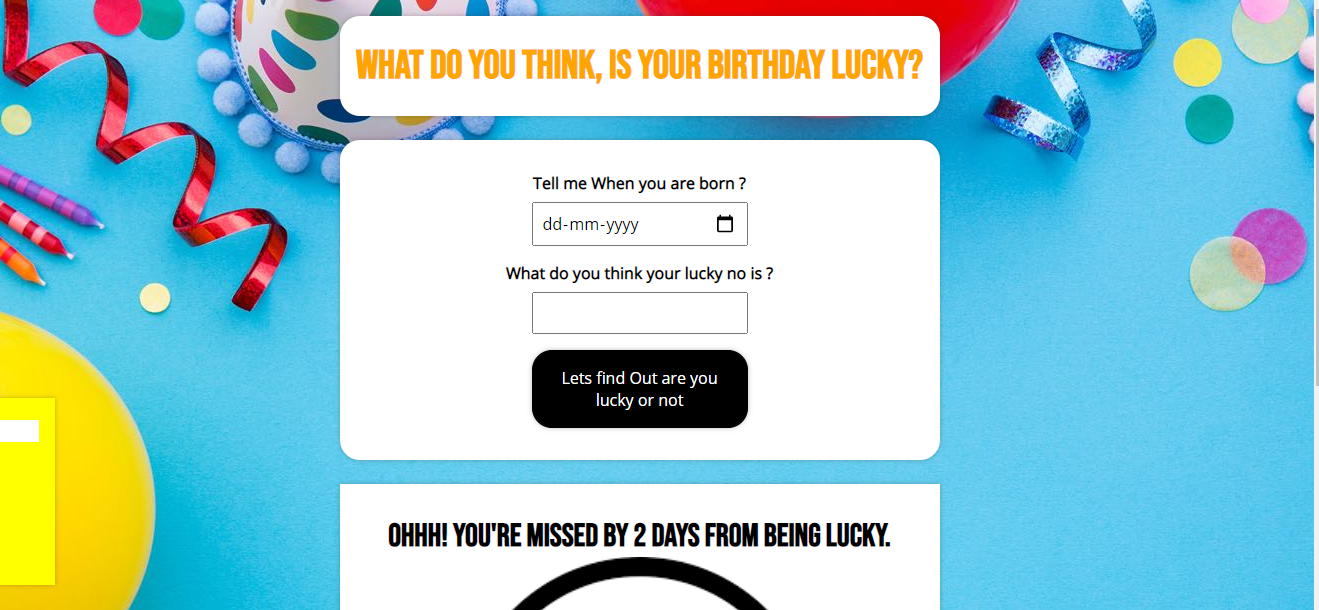 WHAT DO YOU THINK, IS YOUR BIRTHDAY LUCKY?
Tell me When you are born ?
dd-mm-yyyy
What do you think your lucky no is ?
Lets find Out are you
lucky or not
OHHH! YOU'RE MISSED BY 2 DAYS FROM BEING LUCKY.